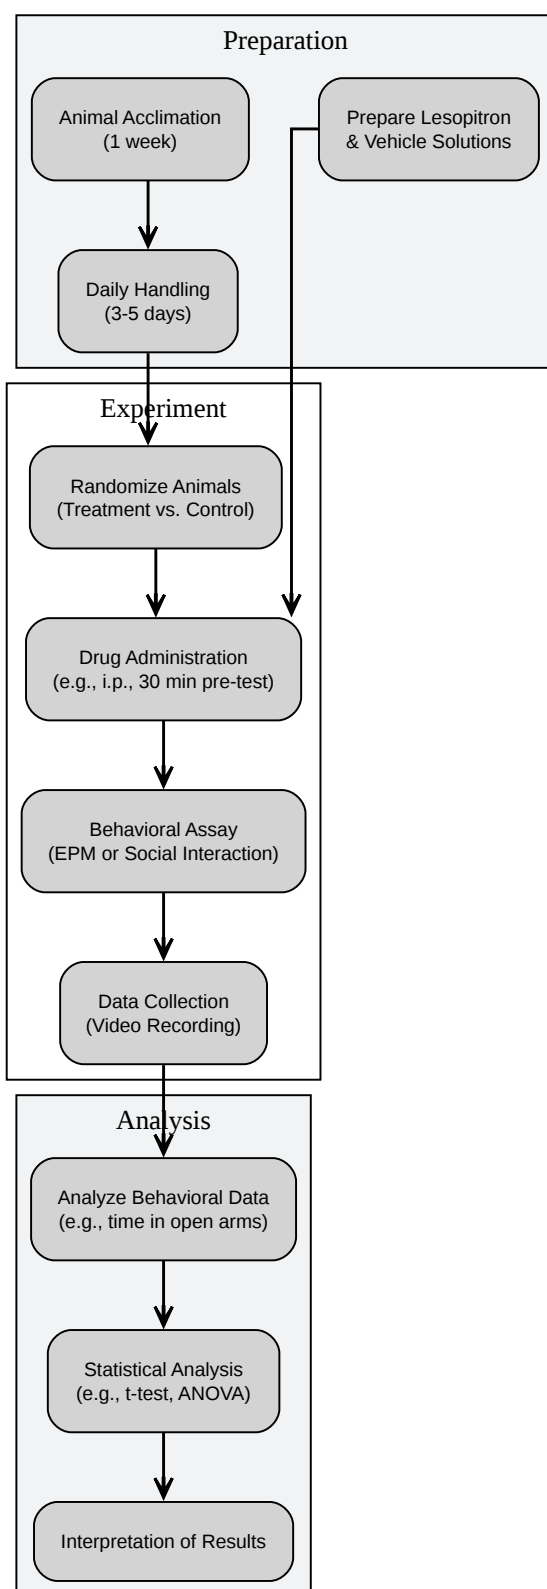 Preparation
Animal Acclimation
(1 week)
Prepare Lesopitron
& Vehicle Solutions
Daily Handling
(3-5 days)
Experiment
Randomize Animals
(Treatment vs. Control)
Drug Administration
(e.g., i.p., 30 min pre-test)
Behavioral Assay
(EPM or Social Interaction)
Data Collection
(Video Recording)
Analysis
Analyze Behavioral Data
(e.g., time in open arms)
Statistical Analysis
(e.g., t-test, ANOVA)
Interpretation of Results